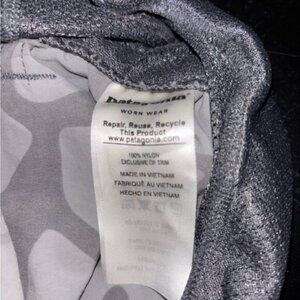 patagonia
WORN WEAR
Repair, Reuse, Recycle
This Product
www.patagonia.com
100% NYLON
EXCLUSIVE OF TRIM
MADE IN VIETNAM
FABRIQUÉ AU VIETNAM
HECHO EN VIETNAM